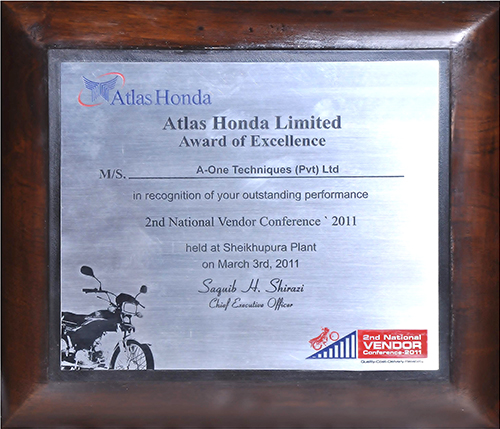 Atlas Honda
Atlas Honda Limited
Award of Excellence
M/S. A-One Techniques (Pvt) Ltd
in recognition of your outstanding performance
2nd National Vendor Conference ` 2011
held at Sheikhupura Plant
on March 3rd, 2011
Saquib H. Shirazi
Chief Executive Officer
2nd National
VENDOR
Conference-2011
Quality-Cost-Delivery-Flexibility